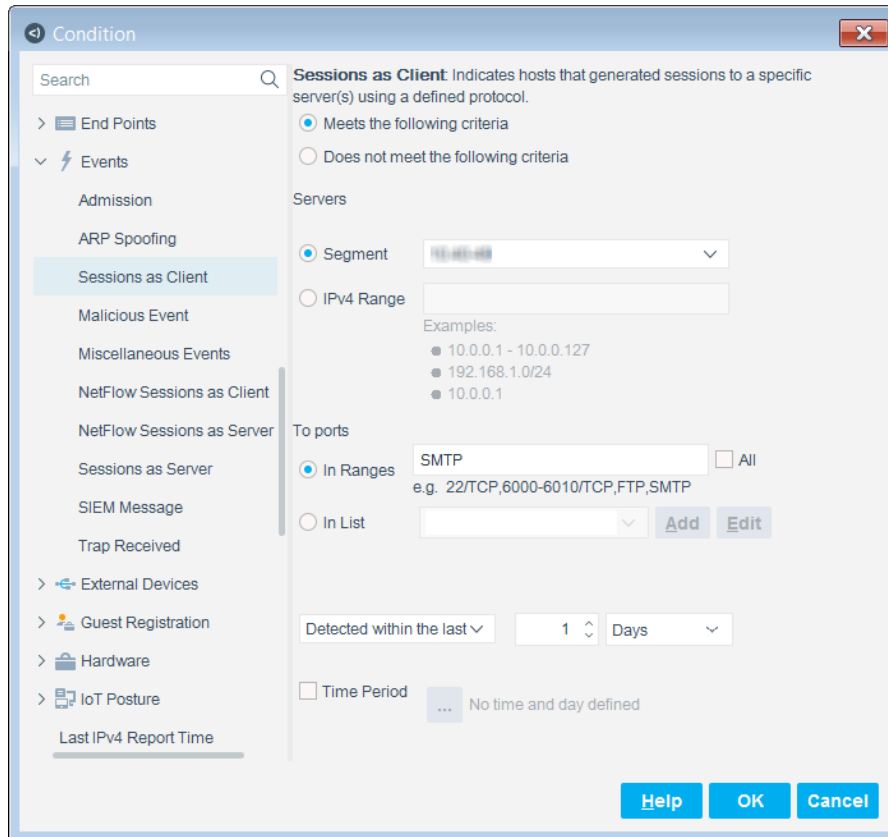 Condition
Search
End Points
Events
Admission
ARP Spoofing
Sessions as Client
Malicious Event
Miscellaneous Events
NetFlow Sessions as Client
NetFlow Sessions as Server
Sessions as Server
SIEM Message
Trap Received
External Devices
Guest Registration
Hardware
IoT Posture
Last IPv4 Report Time
Sessions as Client: Indicates hosts that generated sessions to a specific
server(s) using a defined protocol.
Meets the following criteria
Does not meet the following criteria
Servers
Segment
IPv4 Range
Examples:
10.0.0.1 - 10.0.0.127
192.168.1.0/24
10.0.0.1
To ports
In Ranges SMTP All
e.g. 22/TCP,6000-6010/TCP,FTP,SMTP
In List Add Edit
Detected within the last 1 Days
Time Period ... No time and day defined
Help OK Cancel